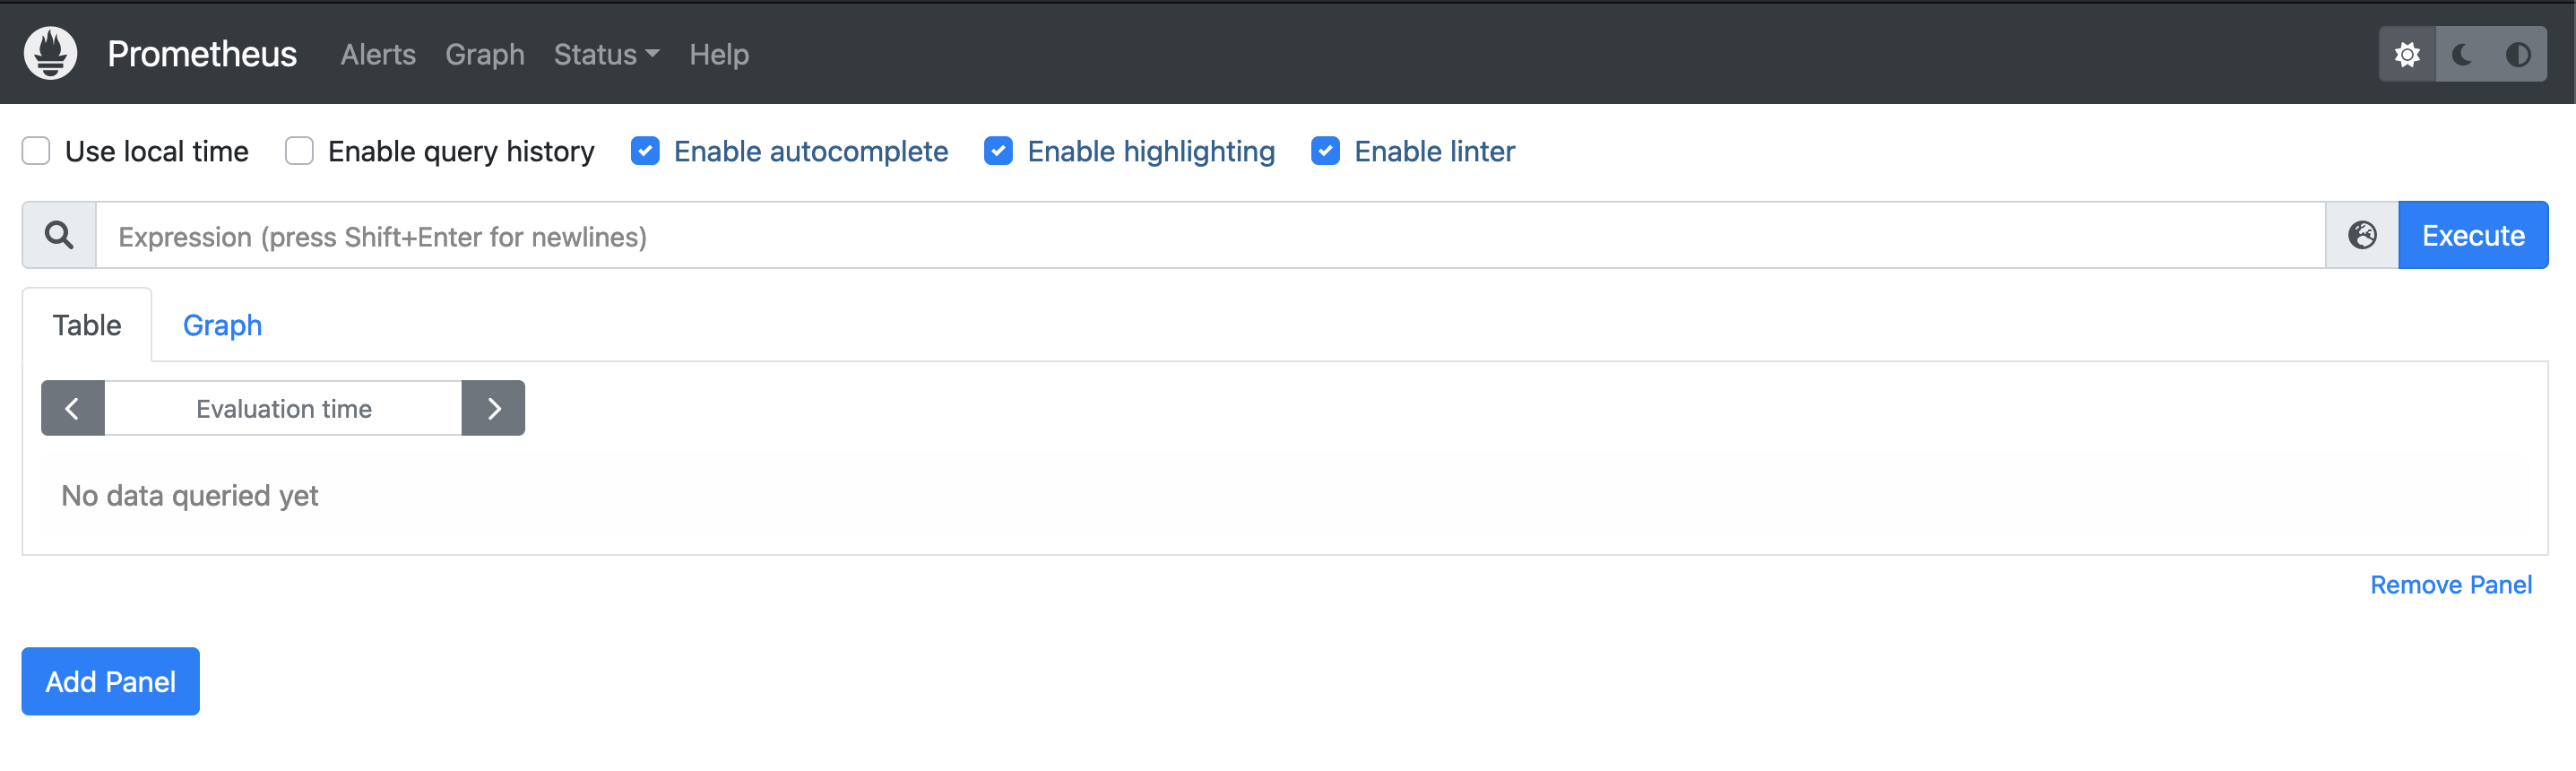 Prometheus Alerts Graph Status Help
Use local time Enable query history Enable autocomplete Enable highlighting Enable linter
Expression (press Shift+Enter for newlines) Execute
Table Graph
Evaluation time
No data queried yet
Remove Panel
Add Panel